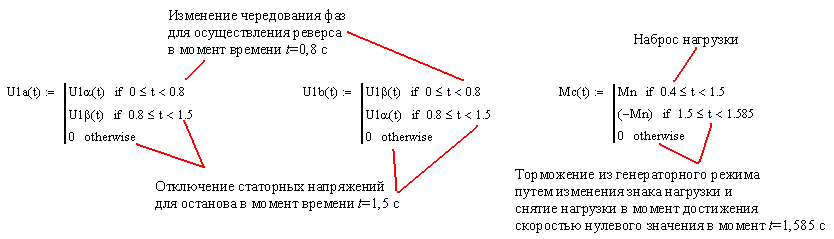 Изменение чередования фаз
для осуществления реверса
в момент времени t=0,8 с
Наброс нагрузки
U1a(t) := U1α(t) if 0 ≤ t < 0.8
U1β(t) if 0.8 ≤ t < 1.5
0 otherwise
U1b(t) := U1β(t) if 0 ≤ t < 0.8
U1α(t) if 0.8 ≤ t < 1.5
0 otherwise
Mc(t) := Mn if 0.4 ≤ t < 1.5
(−Mn) if 1.5 ≤ t < 1.585
0 otherwise
Отключение статорных напряжений
для останова в момент времени t=1,5 с
Торможение из генераторного режима
путем изменения знака нагрузки и
снятие нагрузки в момент достижения
скоростью нулевого значения в момент t=1,585 с